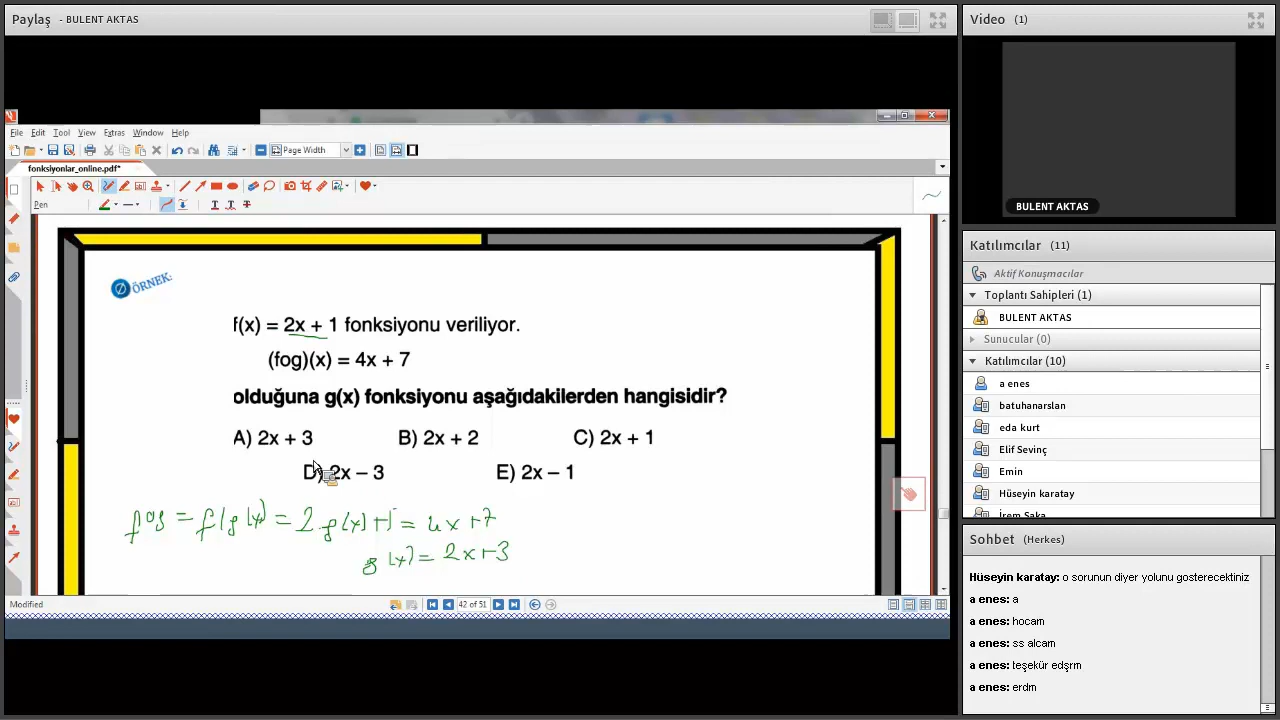 Paylaş - BULENT AKTAS
File Edit Tool View Extras Window Help
Page Width
fonksiyonlar_online.pdf*
Pen
ÖRNEK:
f(x) = 2x + 1 fonksiyonu veriliyor.
(fog)(x) = 4x + 7
olduğuna g(x) fonksiyonu aşağıdakilerden hangisidir?
A) 2x + 3 B) 2x + 2 C) 2x + 1
D) 2x – 3 E) 2x – 1
fog = f(g(x) = 2.g(x)+1 = 4x+7
g(x) = 2x+3
Modified
42 of 51
Video (1)
BULENT AKTAS
Katılımcılar (11)
Aktif Konuşmacılar
Toplantı Sahipleri (1)
BULENT AKTAS
Sunucular (0)
Katılımcılar (10)
a enes
batuhanarslan
eda kurt
Elif Sevinç
Emin
Hüseyin karatay
İrem Saka
Sohbet (Herkes)
Hüseyin karatay: o sorunun diyer yolunu gosterecektiniz
a enes: a
a enes: hocam
a enes: ss alcam
a enes: teşekür edşrm
a enes: erdm